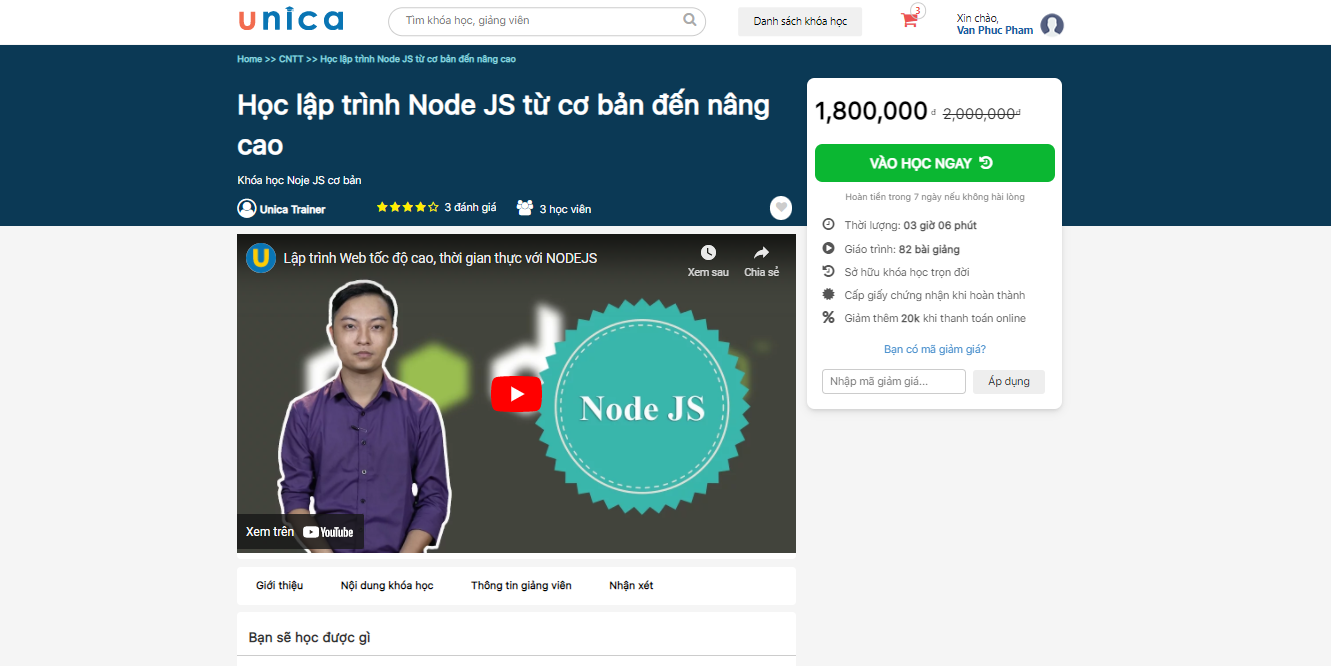 unica
Tìm khóa học, giảng viên
Danh sách khóa học
3
Xin chào,
Van Phuc Pham
Home >> CNTT >> Học lập trình Node JS từ cơ bản đến nâng cao
Học lập trình Node JS từ cơ bản đến nâng
cao
Khóa học Noje JS cơ bản
Unica Trainer
3 đánh giá
3 học viên
1,800,000 đ 2,000,000đ
VÀO HỌC NGAY
Hoàn tiền trong 7 ngày nếu không hài lòng
Thời lượng: 03 giờ 06 phút
Giáo trình: 82 bài giảng
Sở hữu khóa học trọn đời
Cấp giấy chứng nhận khi hoàn thành
Giảm thêm 20k khi thanh toán online
Bạn có mã giảm giá?
Nhập mã giảm giá...
Áp dụng
U
Lập trình Web tốc độ cao, thời gian thực với NODEJS
Xem sau
Chia sẻ
Node JS
Xem trên YouTube
Giới thiệu
Nội dung khóa học
Thông tin giảng viên
Nhận xét
Bạn sẽ học được gì